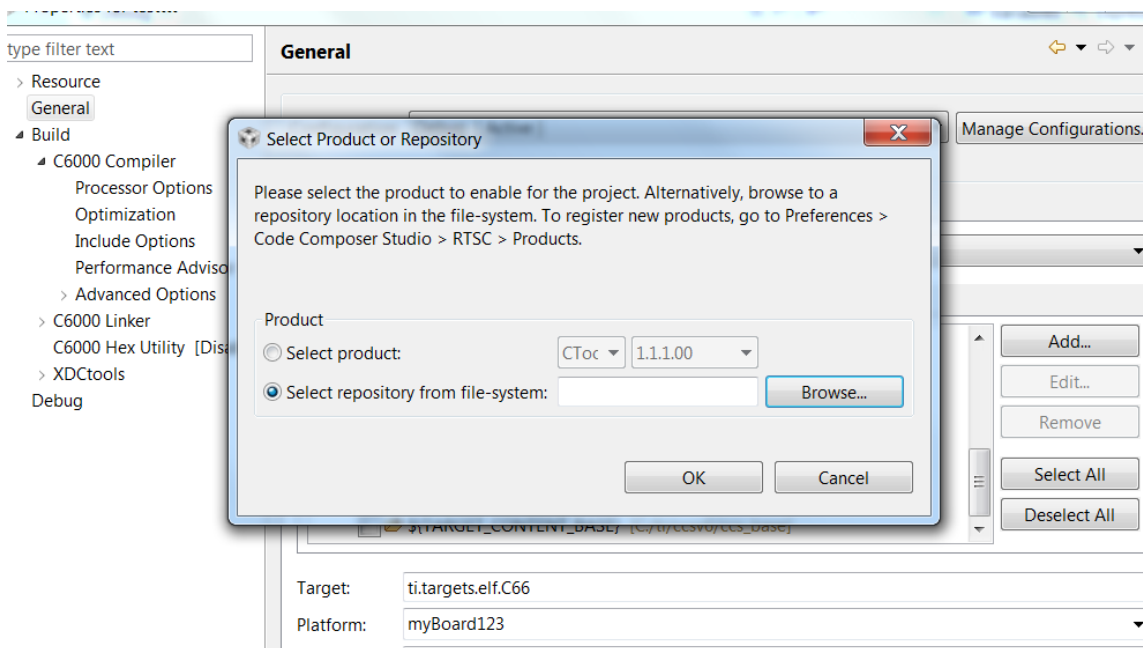 type filter text
General
Resource
General
Build
C6000 Compiler
Processor Options
Optimization
Include Options
Performance Adviso
Advanced Options
C6000 Linker
C6000 Hex Utility [Disa
XDCtools
Debug
Manage Configurations.
Select Product or Repository
Please select the product to enable for the project. Alternatively, browse to a
repository location in the file-system. To register new products, go to Preferences >
Code Composer Studio > RTSC > Products.
Product
Select product:
CToc
1.1.1.00
Select repository from file-system:
Browse...
OK
Cancel
Add...
Edit...
Remove
Select All
Deselect All
${TARGET_CONTENT_BASE} [C:/ti/ccsv6/ccs_base]
Target:
ti.targets.elf.C66
Platform:
myBoard123